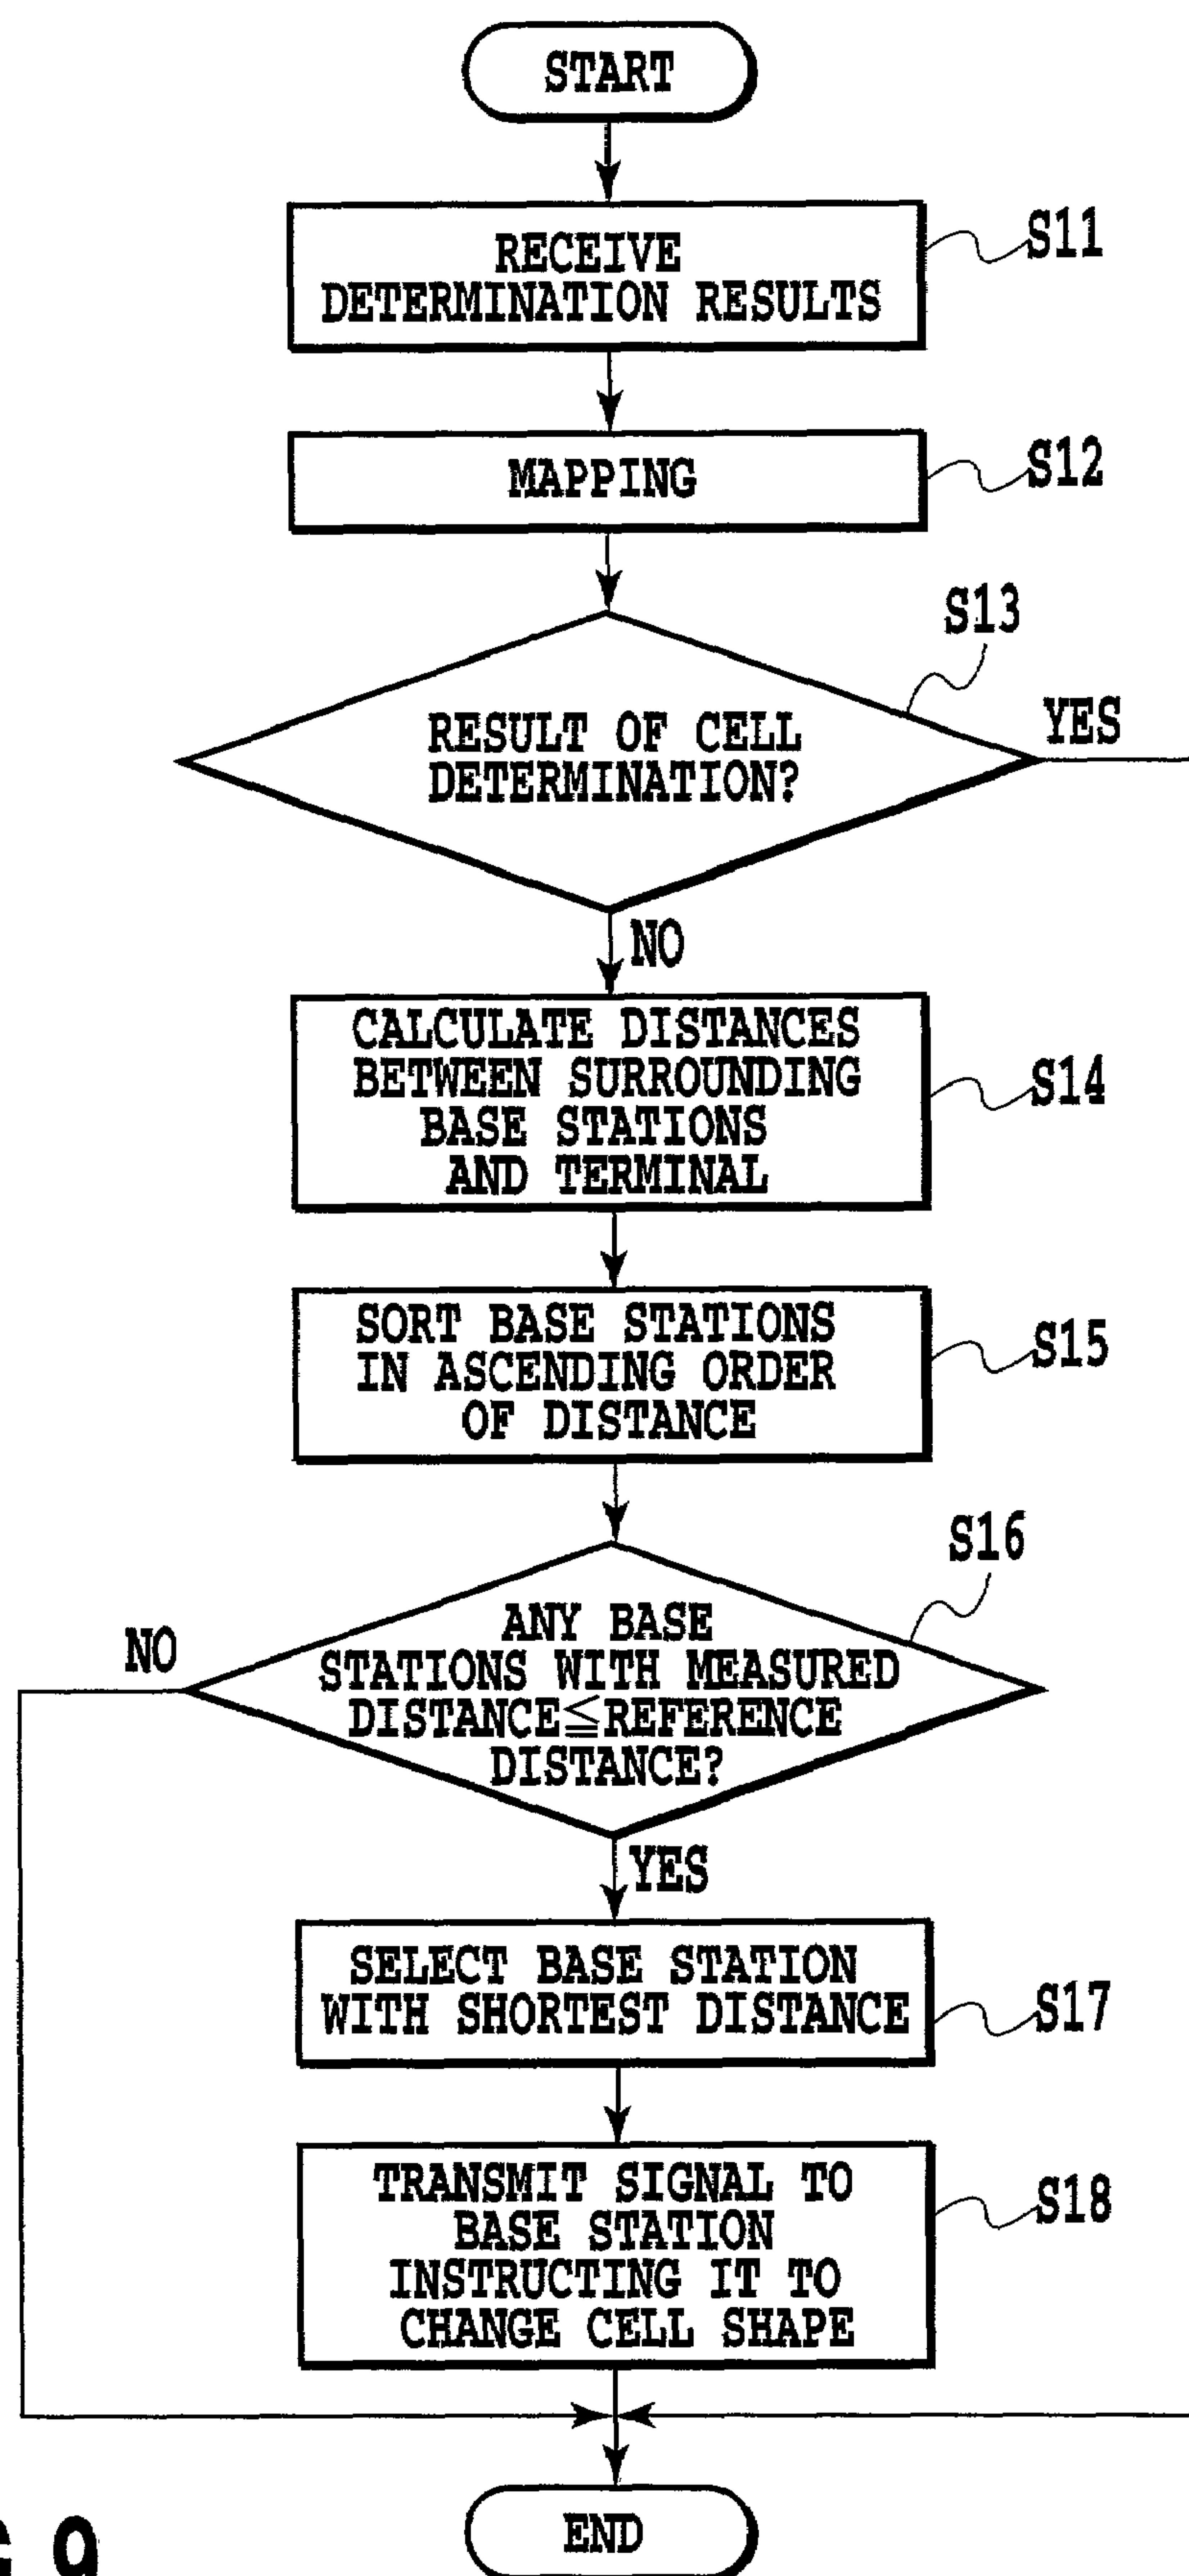 START
RECEIVE
DETERMINATION RESULTS
S11
MAPPING
S12
S13
RESULT OF CELL
DETERMINATION?
YES
NO
CALCULATE DISTANCES
BETWEEN SURROUNDING
BASE STATIONS
AND TERMINAL
S14
SORT BASE STATIONS
IN ASCENDING ORDER
OF DISTANCE
S15
S16
ANY BASE
STATIONS WITH MEASURED
DISTANCE≦REFERENCE
DISTANCE?
NO
YES
SELECT BASE STATION
WITH SHORTEST DISTANCE
S17
TRANSMIT SIGNAL TO
BASE STATION
INSTRUCTING IT TO
CHANGE CELL SHAPE
S18
END
9